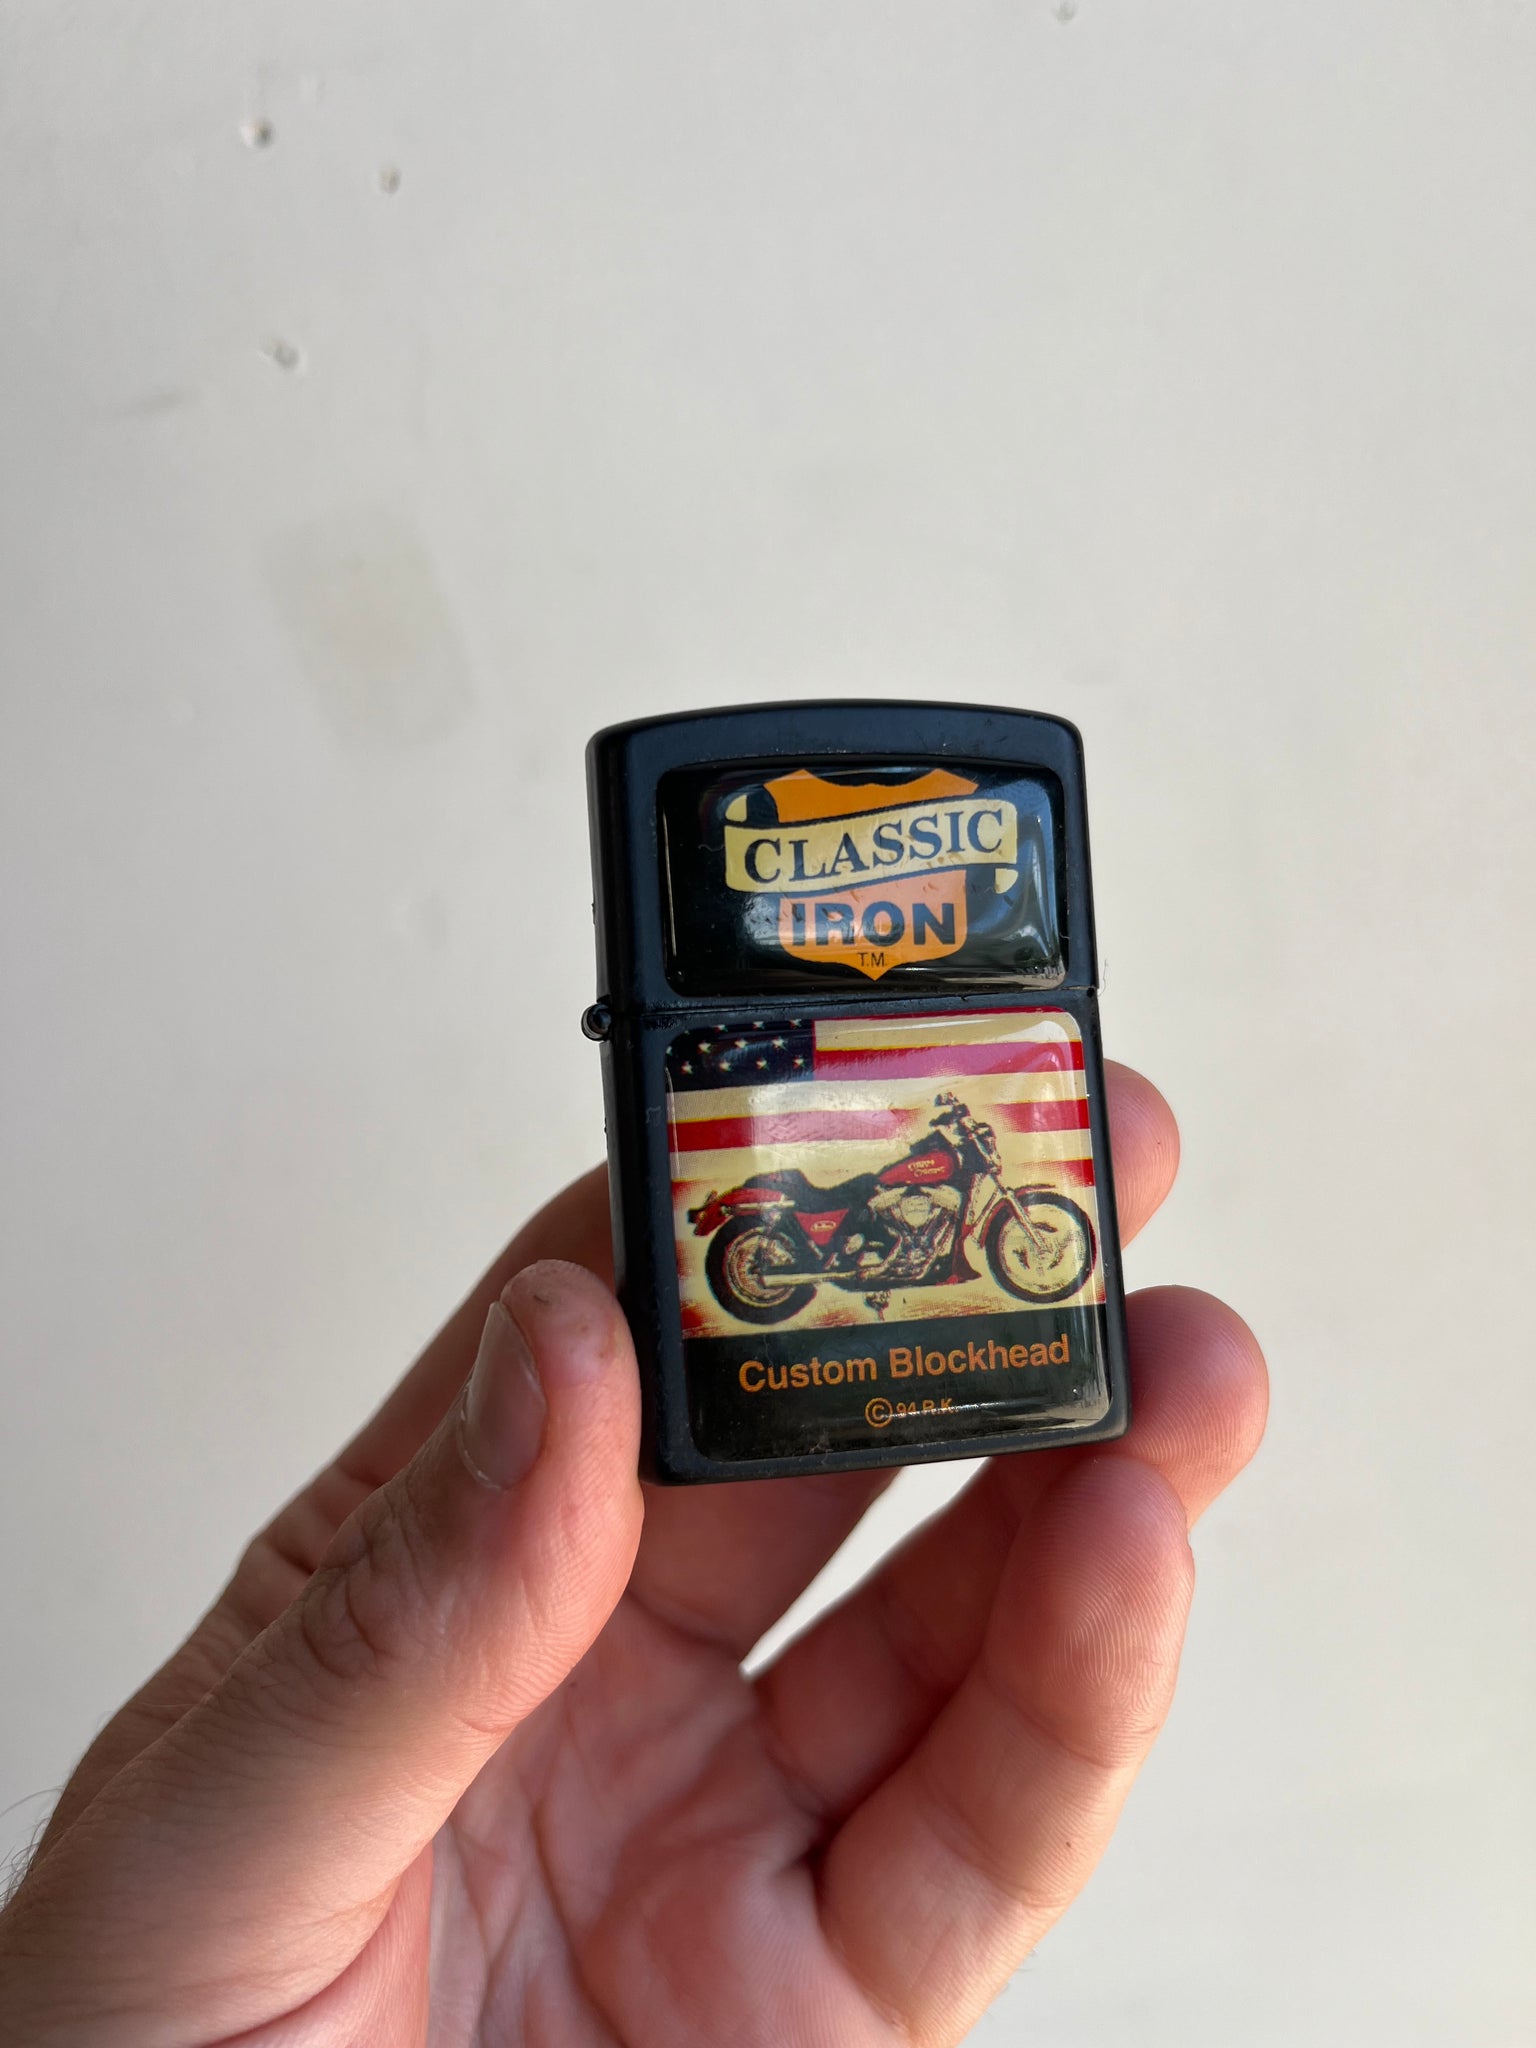 CLASSIC
IRON
T.M.
Custom Blockhead
© 94 R.K.